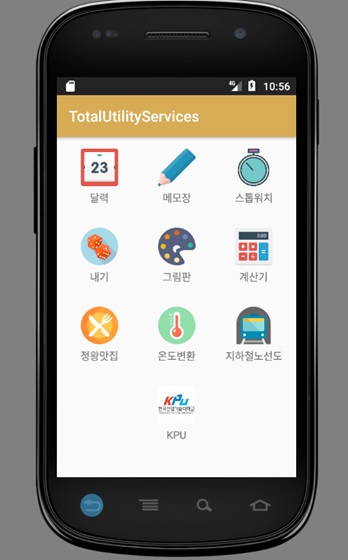 4G
10:56
TotalUtilityServices
23
달력
메모장
스톱워치
내기
그림판
계산기
정왕맛집
온도변환
지하철노선도
KPU
한국산업기술대학교
KPU